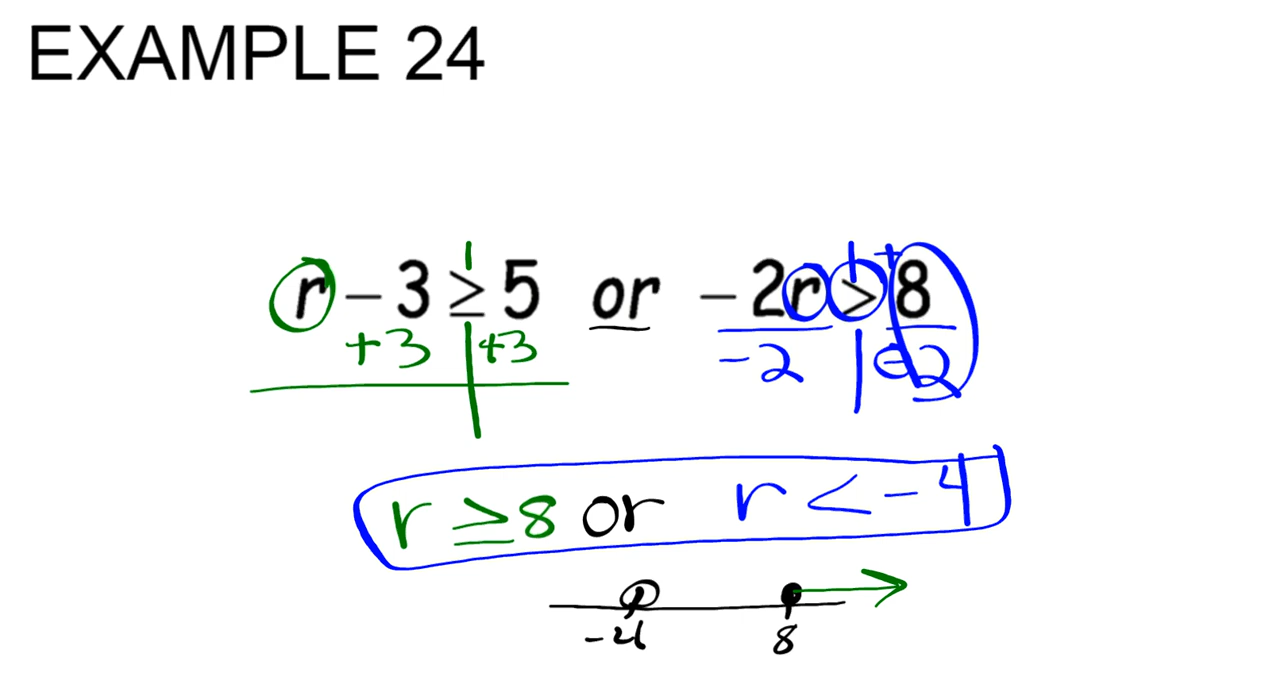 EXAMPLE 24
r - 3 ≥ 5 or - 2r > +8
+3 +3 -2 -2
r ≥ 8 or r < -4
-4 8